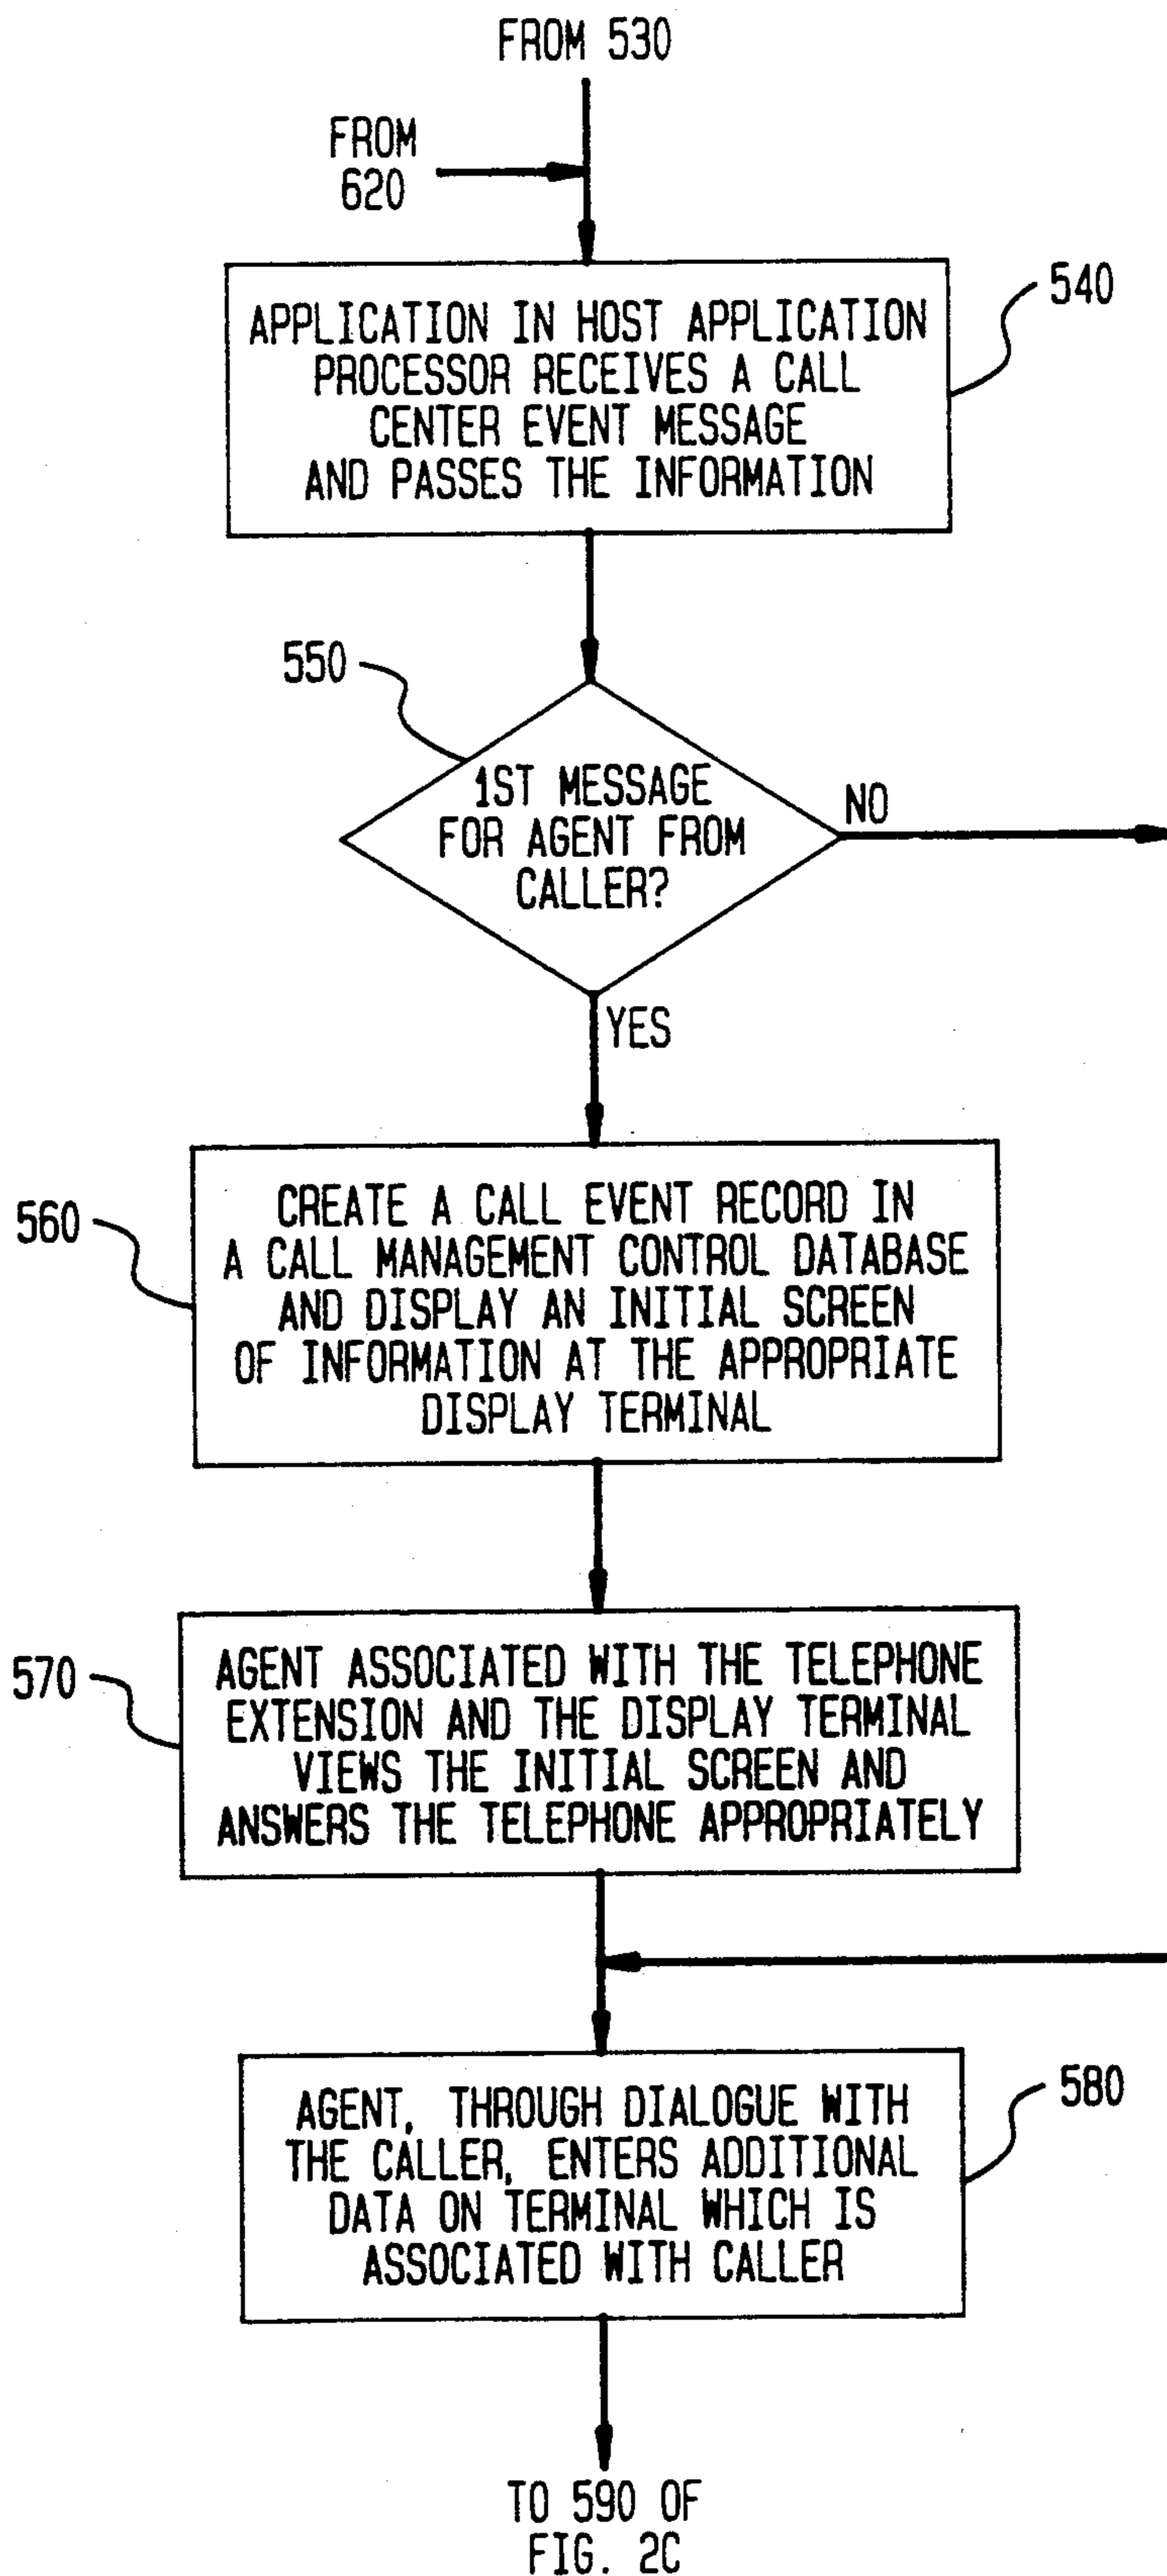 FROM 530
FROM
620
540
APPLICATION IN HOST APPLICATION
PROCESSOR RECEIVES A CALL
CENTER EVENT MESSAGE
AND PASSES THE INFORMATION
550
1ST MESSAGE
FOR AGENT FROM
CALLER?
NO
YES
560
CREATE A CALL EVENT RECORD IN
A CALL MANAGEMENT CONTROL DATABASE
AND DISPLAY AN INITIAL SCREEN
OF INFORMATION AT THE APPROPRIATE
DISPLAY TERMINAL
570
AGENT ASSOCIATED WITH THE TELEPHONE
EXTENSION AND THE DISPLAY TERMINAL
VIEWS THE INITIAL SCREEN AND
ANSWERS THE TELEPHONE APPROPRIATELY
580
AGENT, THROUGH DIALOGUE WITH
THE CALLER, ENTERS ADDITIONAL
DATA ON TERMINAL WHICH IS
ASSOCIATED WITH CALLER
TO 590 OF
FIG. 2C